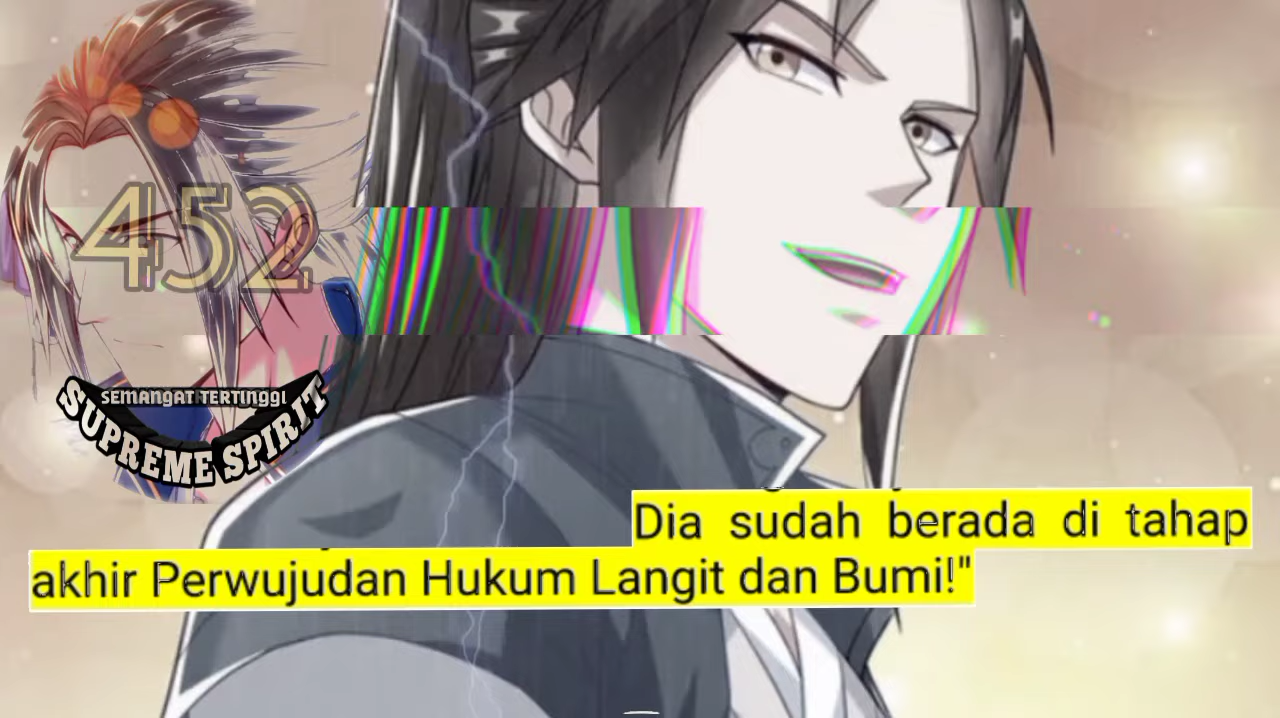 452
SEMANGAT TERTINGGI
SUPREME SPIRIT
Dia sudah berada di tahap
akhir Perwujudan Hukum Langit dan Bumi!"